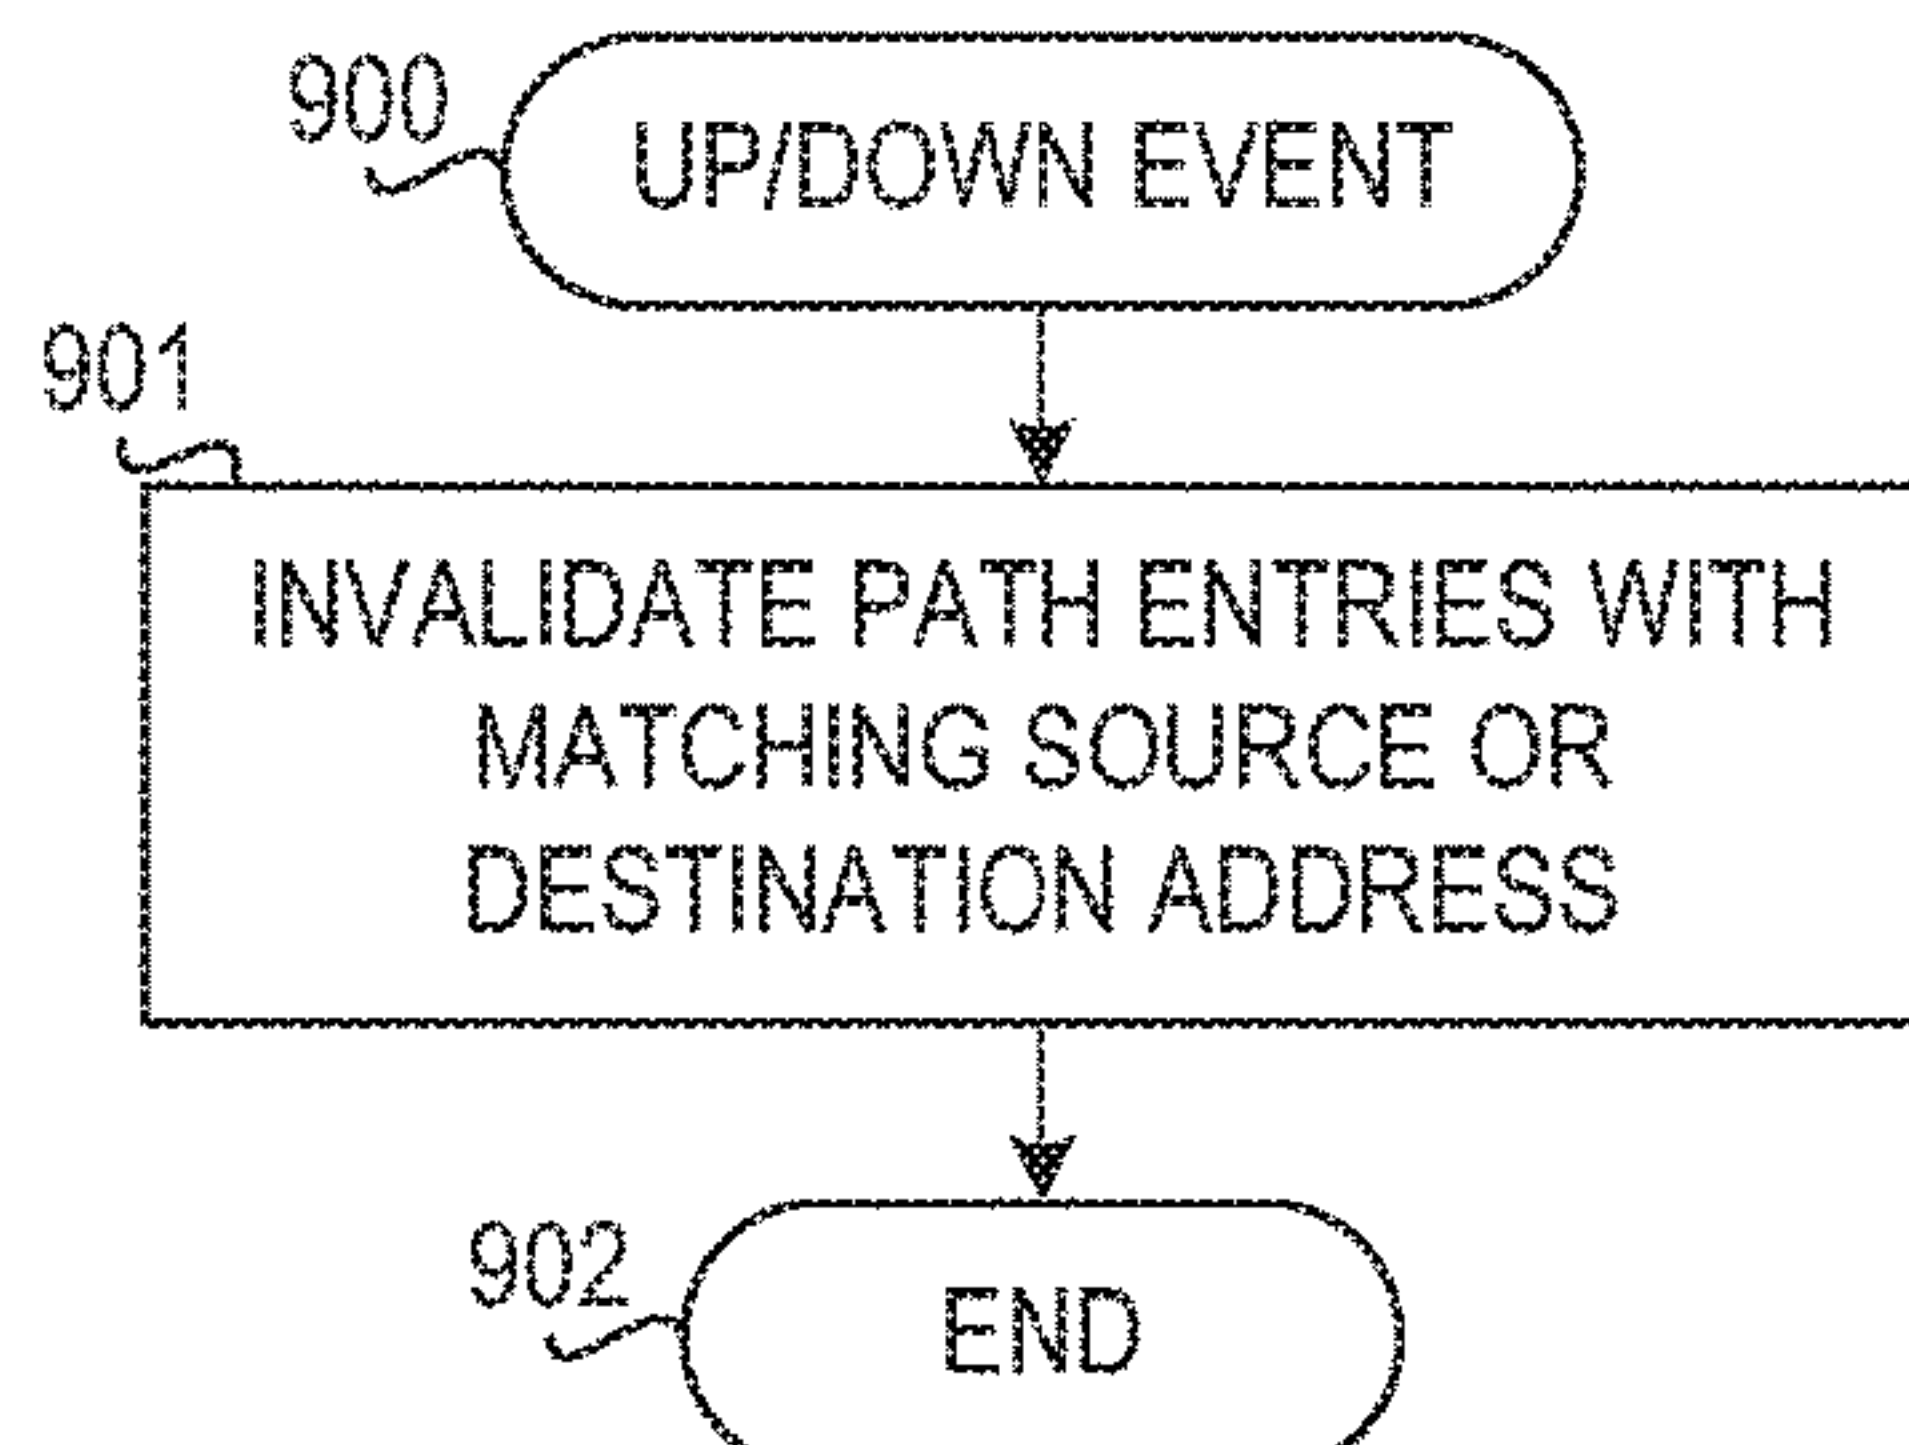 900
UP/DOWN EVENT
901
INVALIDATE PATH ENTRIES WITH
MATCHING SOURCE OR
DESTINATION ADDRESS
902
END